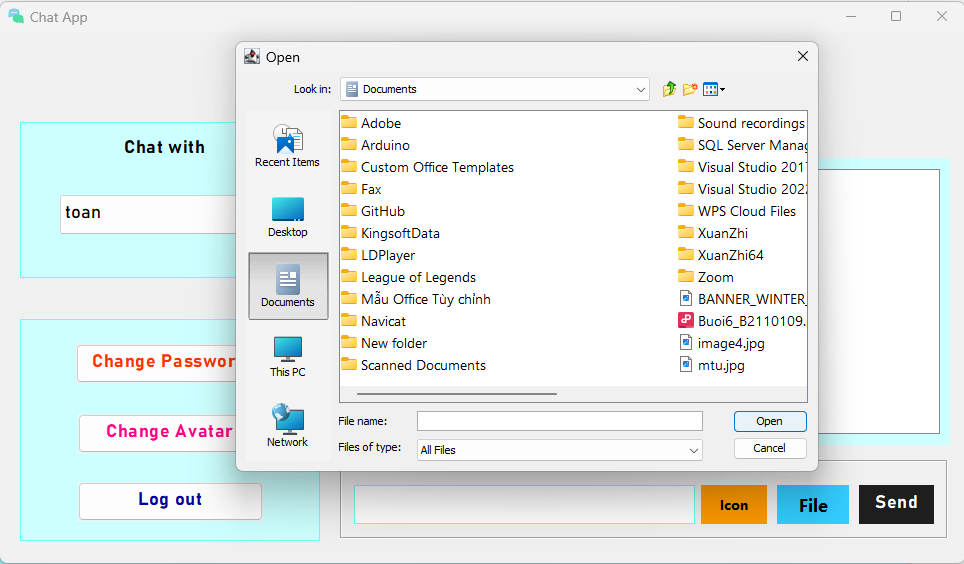 Chat App
Open
Look in:
Documents
Recent Items
Desktop
Documents
This PC
Network
Adobe
Arduino
Custom Office Templates
Fax
GitHub
KingsoftData
LDPlayer
League of Legends
Mẫu Office Tùy chỉnh
Navicat
New folder
Scanned Documents
Sound recordings
SQL Server Manag
Visual Studio 2017
Visual Studio 2022
WPS Cloud Files
XuanZhi
XuanZhi64
Zoom
BANNER_WINTER_
Buoi6_B2110109.
image4.jpg
mtu.jpg
File name:
Open
Files of type:
All Files
Cancel
Chat with
toan
Change Passwor
Change Avatar
Log out
Icon
File
Send